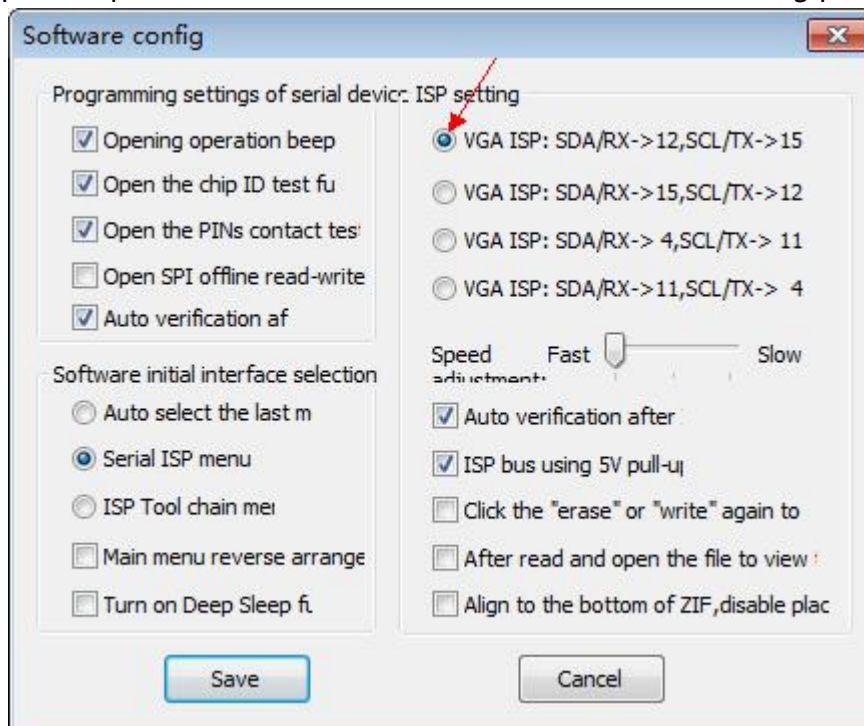 Software config
Programming settings of serial devic
Opening operation beep
Open the chip ID test fu
Open the PINs contact tes
Open SPI offline read-write
Auto verification af
Software initial interface selection
Auto select the last m
Serial ISP menu
ISP Tool chain me
Main menu reverse arrange
Turn on Deep Sleep f
ISP setting
VGA ISP: SDA/RX->12,SCL/TX->15
VGA ISP: SDA/RX->15,SCL/TX->12
VGA ISP: SDA/RX-> 4,SCL/TX-> 11
VGA ISP: SDA/RX->11,SCL/TX-> 4
Speed Fast Slow
adjustment:
Auto verification after
ISP bus using 5V pull-u
Click the "erase" or "write" again to
After read and open the file to view
Align to the bottom of ZIF,disable plac
Save
Cancel